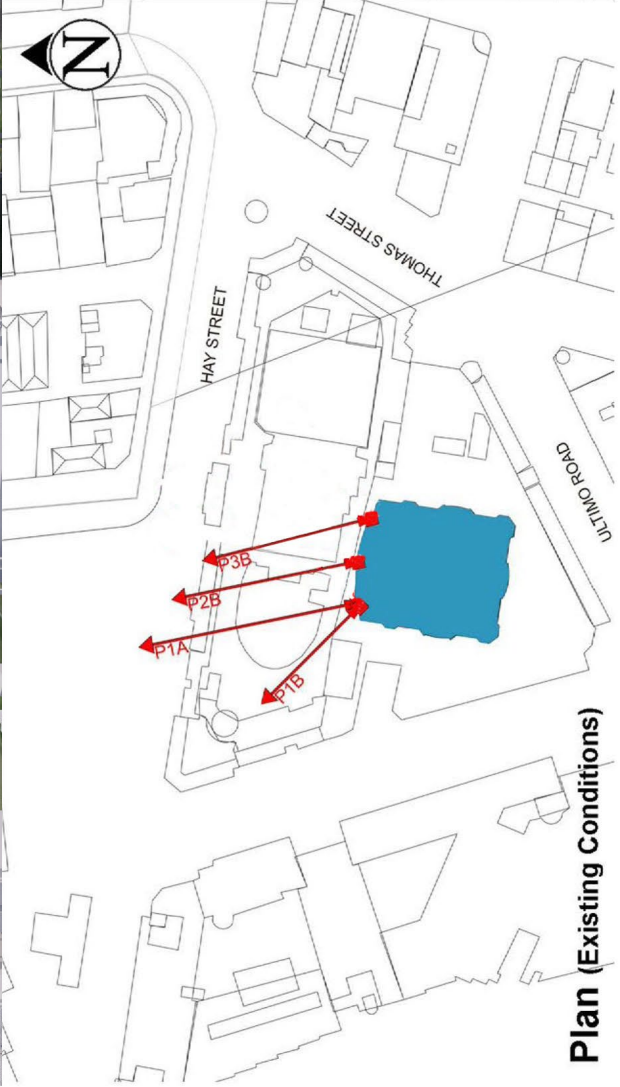 N
THOMAS STREET
HAY STREET
ULTIMO ROAD
P3B
P2B
P1A
P1B
Plan (Existing Conditions)